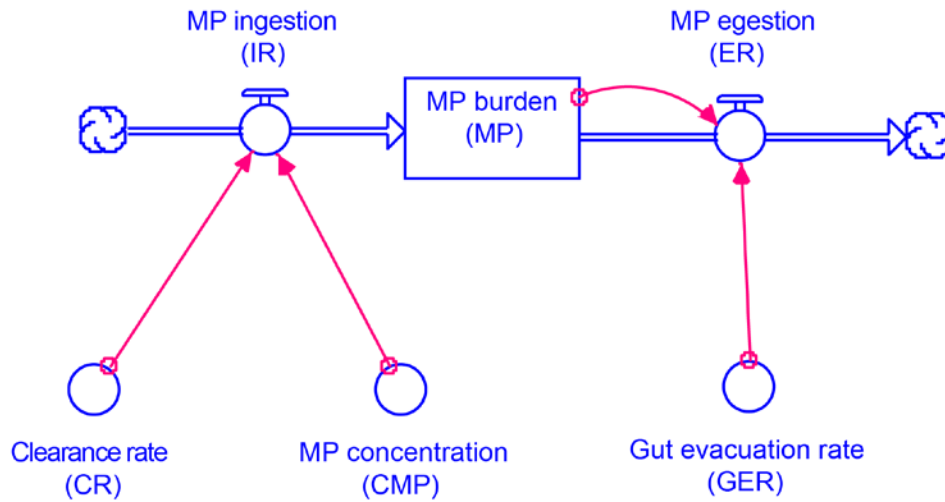 MP ingestion
(IR)
MP burden
(MP)
MP egestion
(ER)
Clearance rate
(CR)
MP concentration
(CMP)
Gut evacuation rate
(GER)